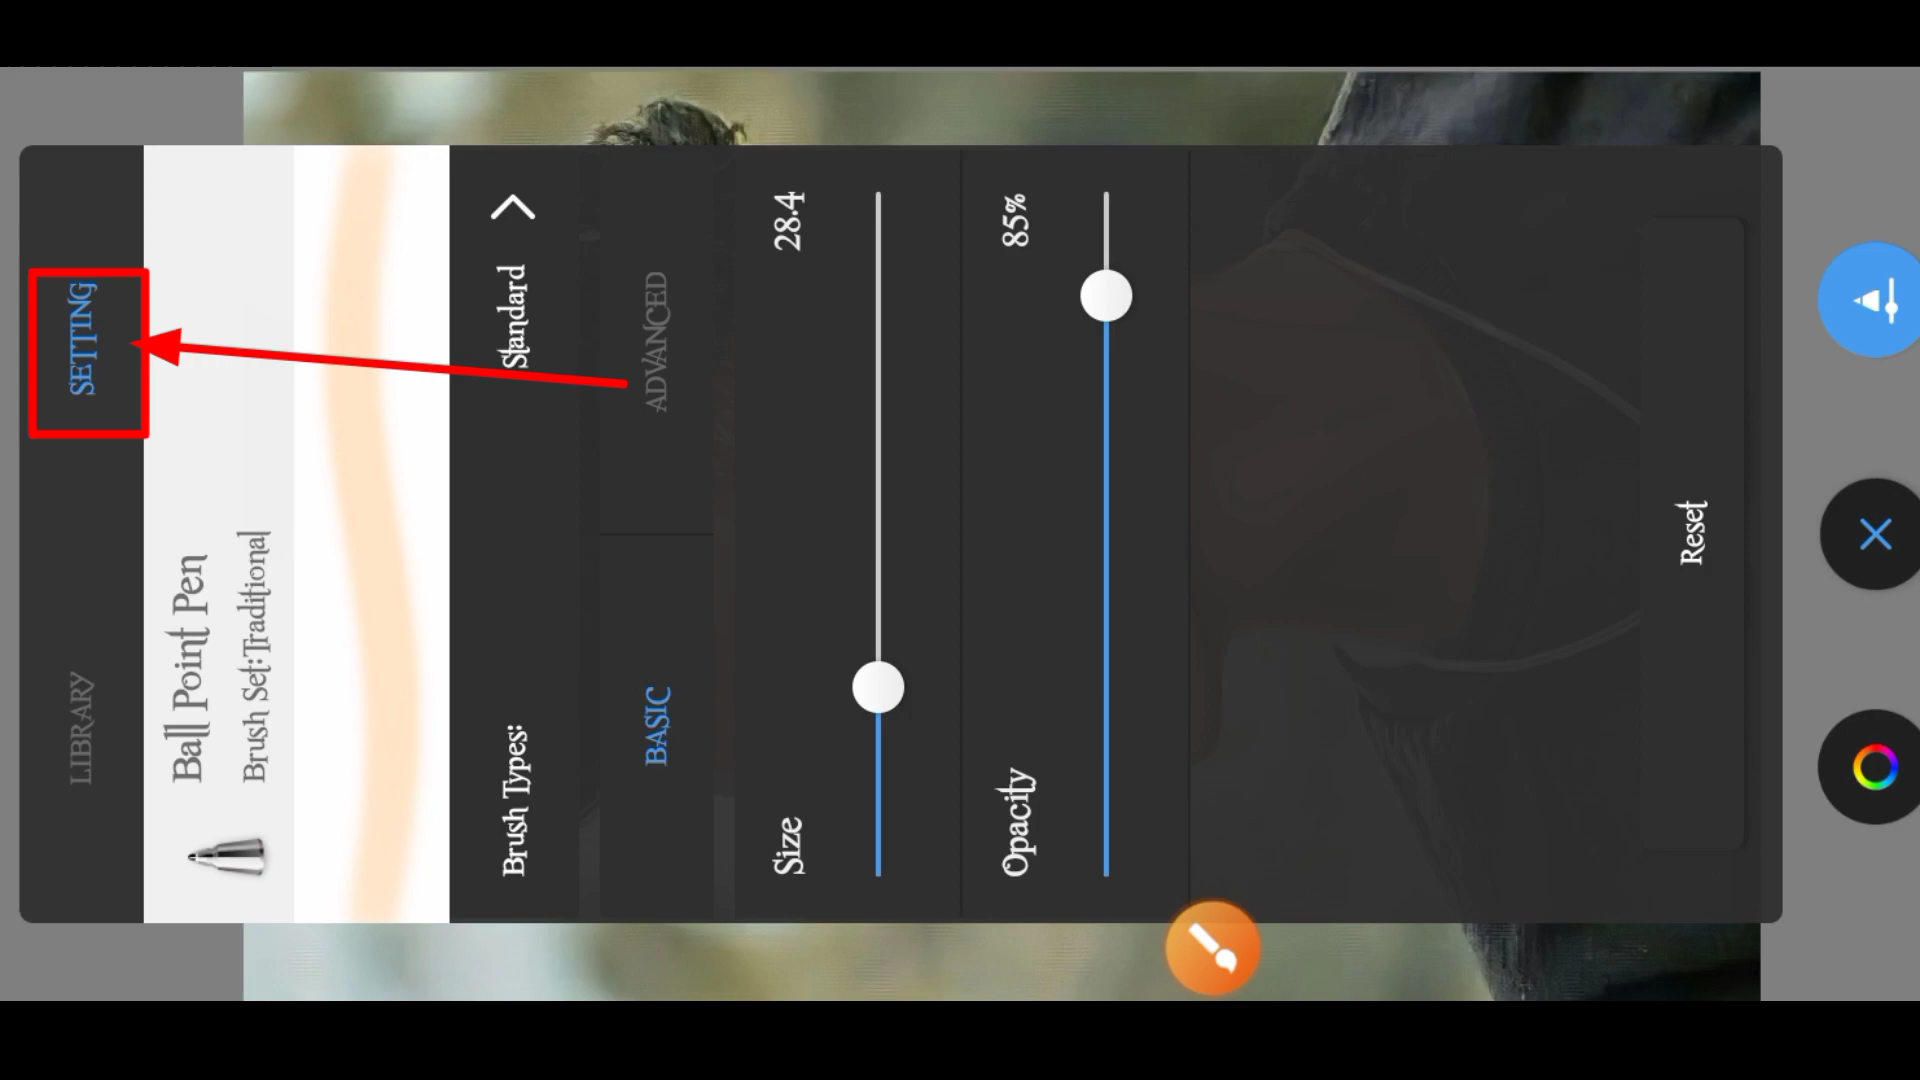 LIBRARY SETTING
Ball Point Pen
Brush Set:Traditional
Brush Types: Standard
BASIC ADVANCED
Size 28.4
Opacity 85%
Reset